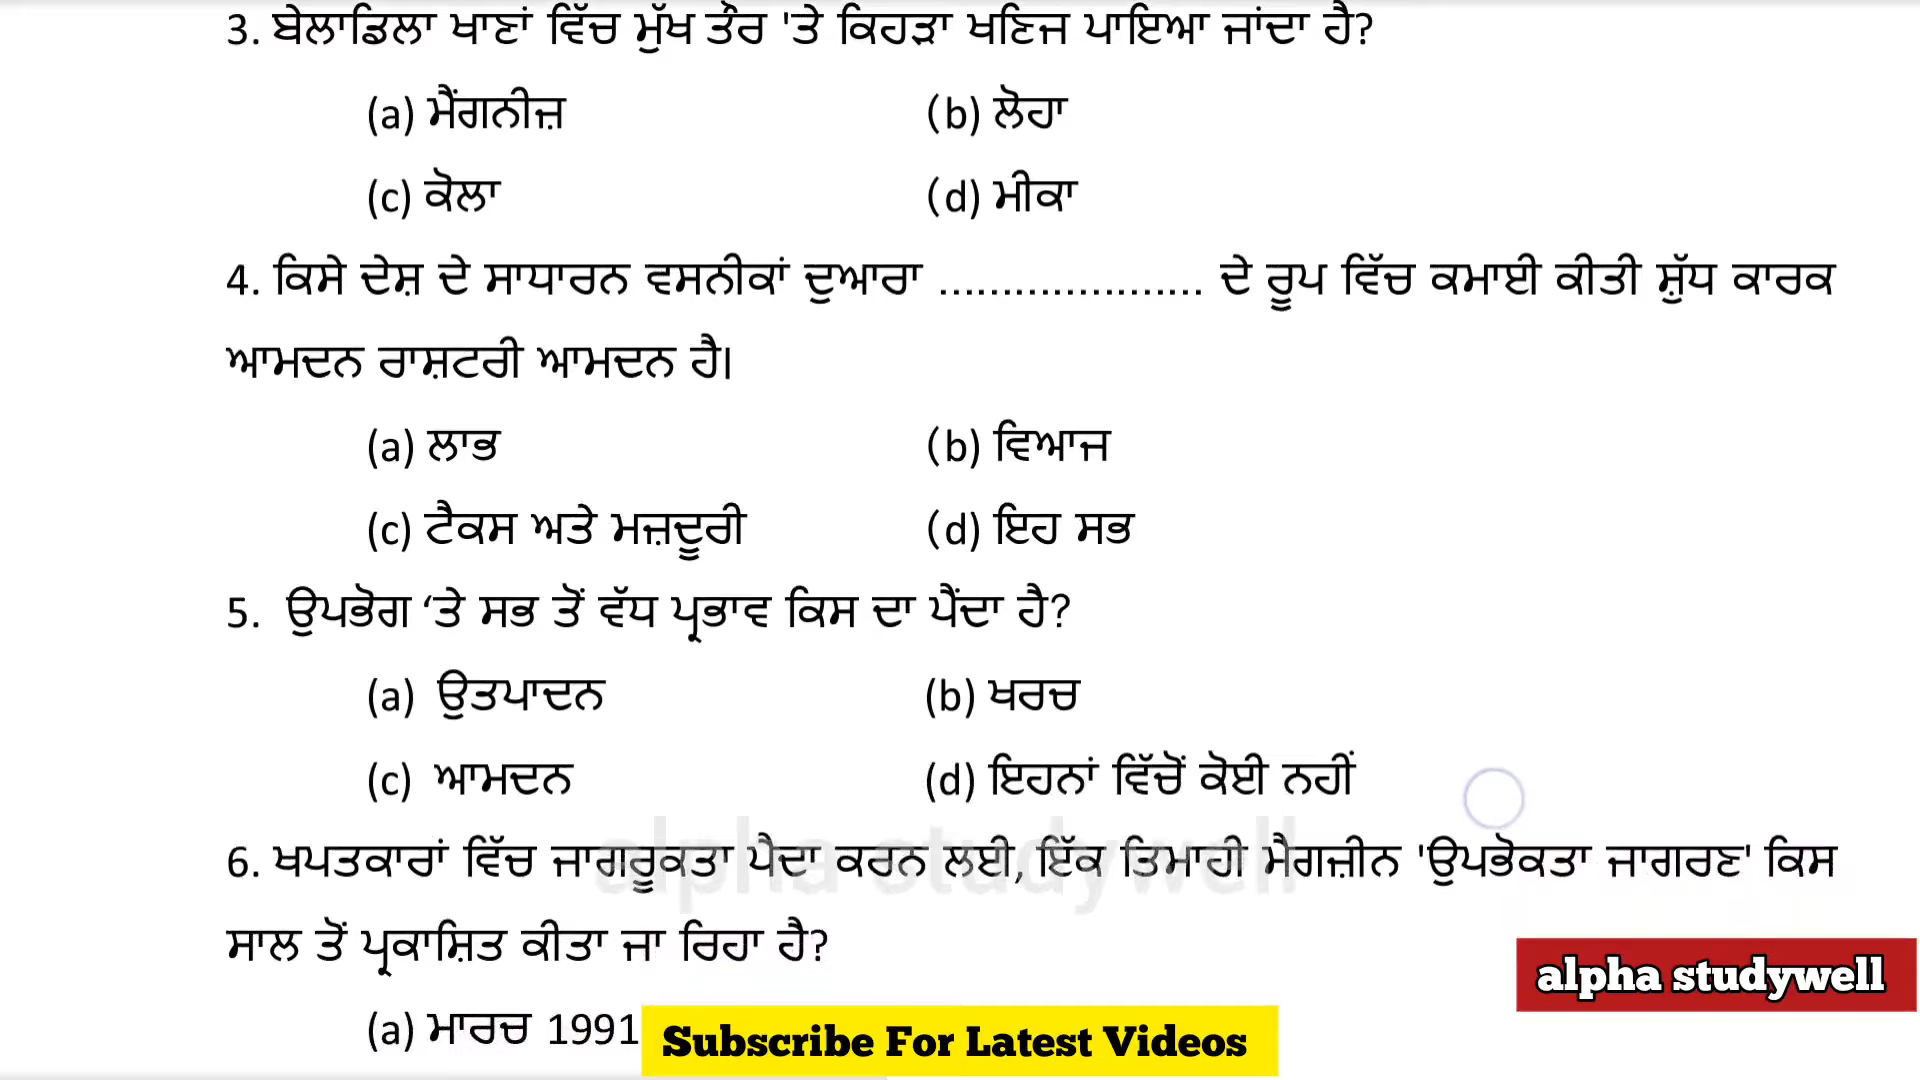 3. ਬੇਲਾਡਿਲਾ ਖਾਣਾਂ ਵਿੱਚ ਮੁੱਖ ਤੌਰ 'ਤੇ ਕਿਹੜਾ ਖਣਿਜ ਪਾਇਆ ਜਾਂਦਾ ਹੈ?
(a) ਮੈਂਗਨੀਜ਼ (b) ਲੋਹਾ
(c) ਕੋਲਾ (d) ਮੀਕਾ
4. ਕਿਸੇ ਦੇਸ਼ ਦੇ ਸਾਧਾਰਨ ਵਸਨੀਕਾਂ ਦੁਆਰਾ ..................... ਦੇ ਰੂਪ ਵਿੱਚ ਕਮਾਈ ਕੀਤੀ ਸ਼ੁੱਧ ਕਾਰਕ
ਆਮਦਨ ਰਾਸ਼ਟਰੀ ਆਮਦਨ ਹੈ।
(a) ਲਾਭ (b) ਵਿਆਜ
(c) ਟੈਕਸ ਅਤੇ ਮਜ਼ਦੂਰੀ (d) ਇਹ ਸਭ
5. ਉਪਭੋਗ ‘ਤੇ ਸਭ ਤੋਂ ਵੱਧ ਪ੍ਰਭਾਵ ਕਿਸ ਦਾ ਪੈਂਦਾ ਹੈ?
(a) ਉਤਪਾਦਨ (b) ਖਰਚ
(c) ਆਮਦਨ (d) ਇਹਨਾਂ ਵਿੱਚੋਂ ਕੋਈ ਨਹੀਂ
alpha studywell
6. ਖਪਤਕਾਰਾਂ ਵਿੱਚ ਜਾਗਰੂਕਤਾ ਪੈਦਾ ਕਰਨ ਲਈ, ਇੱਕ ਤਿਮਾਹੀ ਮੈਗਜ਼ੀਨ 'ਉਪਭੋਕਤਾ ਜਾਗਰਣ' ਕਿਸ
ਸਾਲ ਤੋਂ ਪ੍ਰਕਾਸ਼ਿਤ ਕੀਤਾ ਜਾ ਰਿਹਾ ਹੈ?
alpha studywell
(a) ਮਾਰਚ 1991
Subscribe For Latest Videos